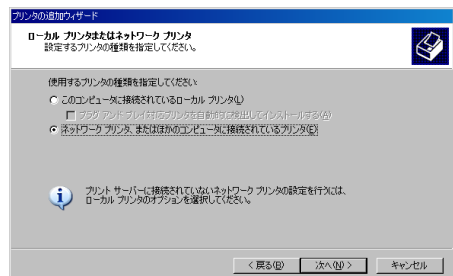 プリンタの追加ウィザード
ローカル プリンタまたはネットワーク プリンタ
設定するプリンタの種類を指定してください。
使用するプリンタの種類を指定してください:
このコンピュータに接続されているローカル プリンタ(L)
プラグ アンド プレイ対応プリンタを自動的に検出してインストールする(A)
ネットワーク プリンタ、またはほかのコンピュータに接続されているプリンタ(E)
プリント サーバーに接続されていないネットワーク プリンタの設定を行うには、
ローカル プリンタのオプションを選択してください。
< 戻る(B)
次へ(N) >
キャンセル